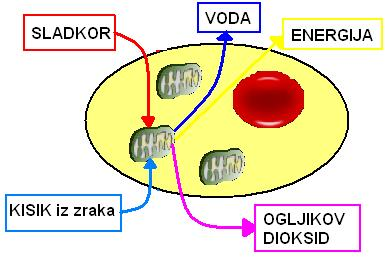 VODA
SLADKOR
ENERGIJA
KISIK iz zraka
OGLJIKOV
DIOKSID